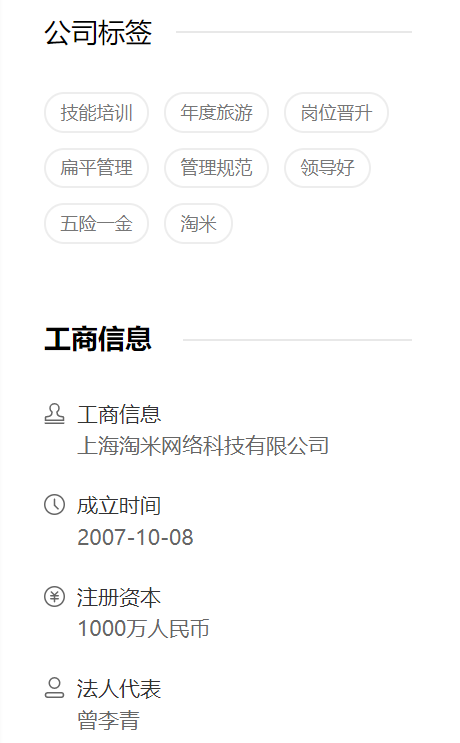 公司标签
技能培训 年度旅游 岗位晋升
扁平管理 管理规范 领导好
五险一金 淘米
工商信息
工商信息
上海淘米网络科技有限公司
成立时间
2007-10-08
注册资本
1000万人民币
法人代表
曾李青